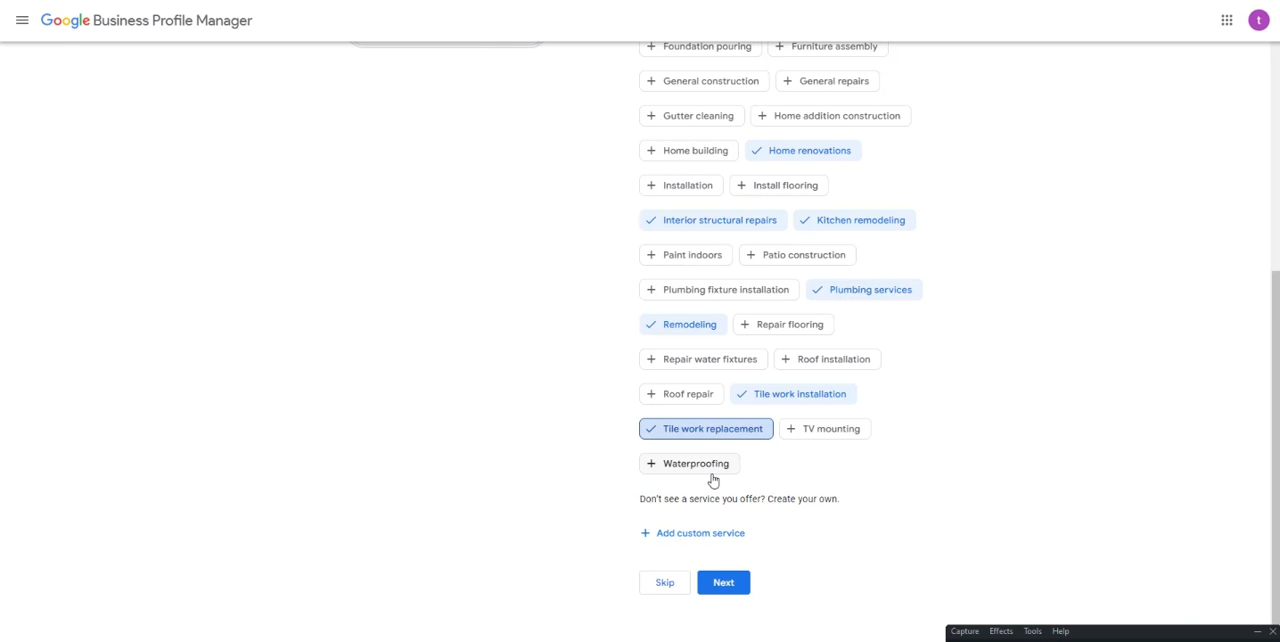 Google Business Profile Manager
t
+ Foundation pouring + Furniture assembly
+ General construction + General repairs
+ Gutter cleaning + Home addition construction
+ Home building ✓ Home renovations
+ Installation + Install flooring
✓ Interior structural repairs ✓ Kitchen remodeling
+ Paint indoors + Patio construction
+ Plumbing fixture installation ✓ Plumbing services
✓ Remodeling + Repair flooring
+ Repair water fixtures + Roof installation
+ Roof repair ✓ Tile work installation
✓ Tile work replacement + TV mounting
+ Waterproofing
Don't see a service you offer? Create your own.
+ Add custom service
Skip Next
Capture Effects Tools Help